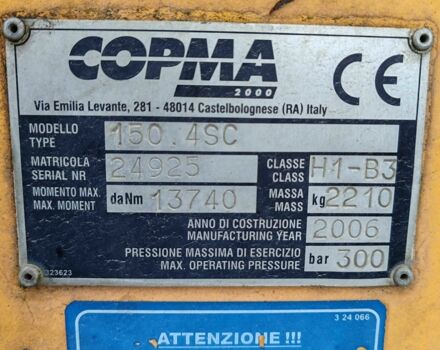 COPMA
2000
CE
Via Emilia Levante, 281 - 48014 Castelbolognese (RA) Italy
MODELLO
TYPE
150.4SC
MATRICOLA
SERIAL NR
24925
CLASSE
CLASS
H1-B3
MOMENTO MAX.
MAX. MOMENT
daNm 13740
MASSA
MASS
kg 2210
ANNO DI COSTRUZIONE
MANUFACTURING YEAR
2006
PRESSIONE MASSIMA DI ESERCIZIO
MAX. OPERATING PRESSURE
bar 300
3 24 066
ATTENZIONE !!!